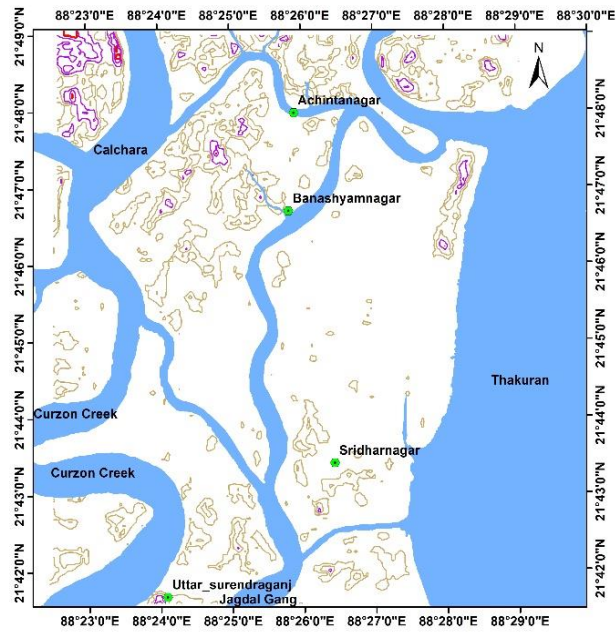 88°23'0"E 88°24'0"E 88°25'0"E 88°26'0"E 88°27'0"E 88°28'0"E 88°29'0"E 88°30'0"E
21°49'0"N 21°49'0"N
N
Achintanagar
21°48'0"N 21°48'0"N
Calchara
21°47'0"N 21°47'0"N
Banashyamnagar
21°46'0"N 21°46'0"N
21°45'0"N 21°45'0"N
Thakuran
21°44'0"N 21°44'0"N
Curzon Creek
Sridharnagar
Curzon Creek
21°43'0"N 21°43'0"N
21°42'0"N 21°42'0"N
Uttar_surendraganj
Jagdal Gang
88°23'0"E 88°24'0"E 88°25'0"E 88°26'0"E 88°27'0"E 88°28'0"E 88°29'0"E